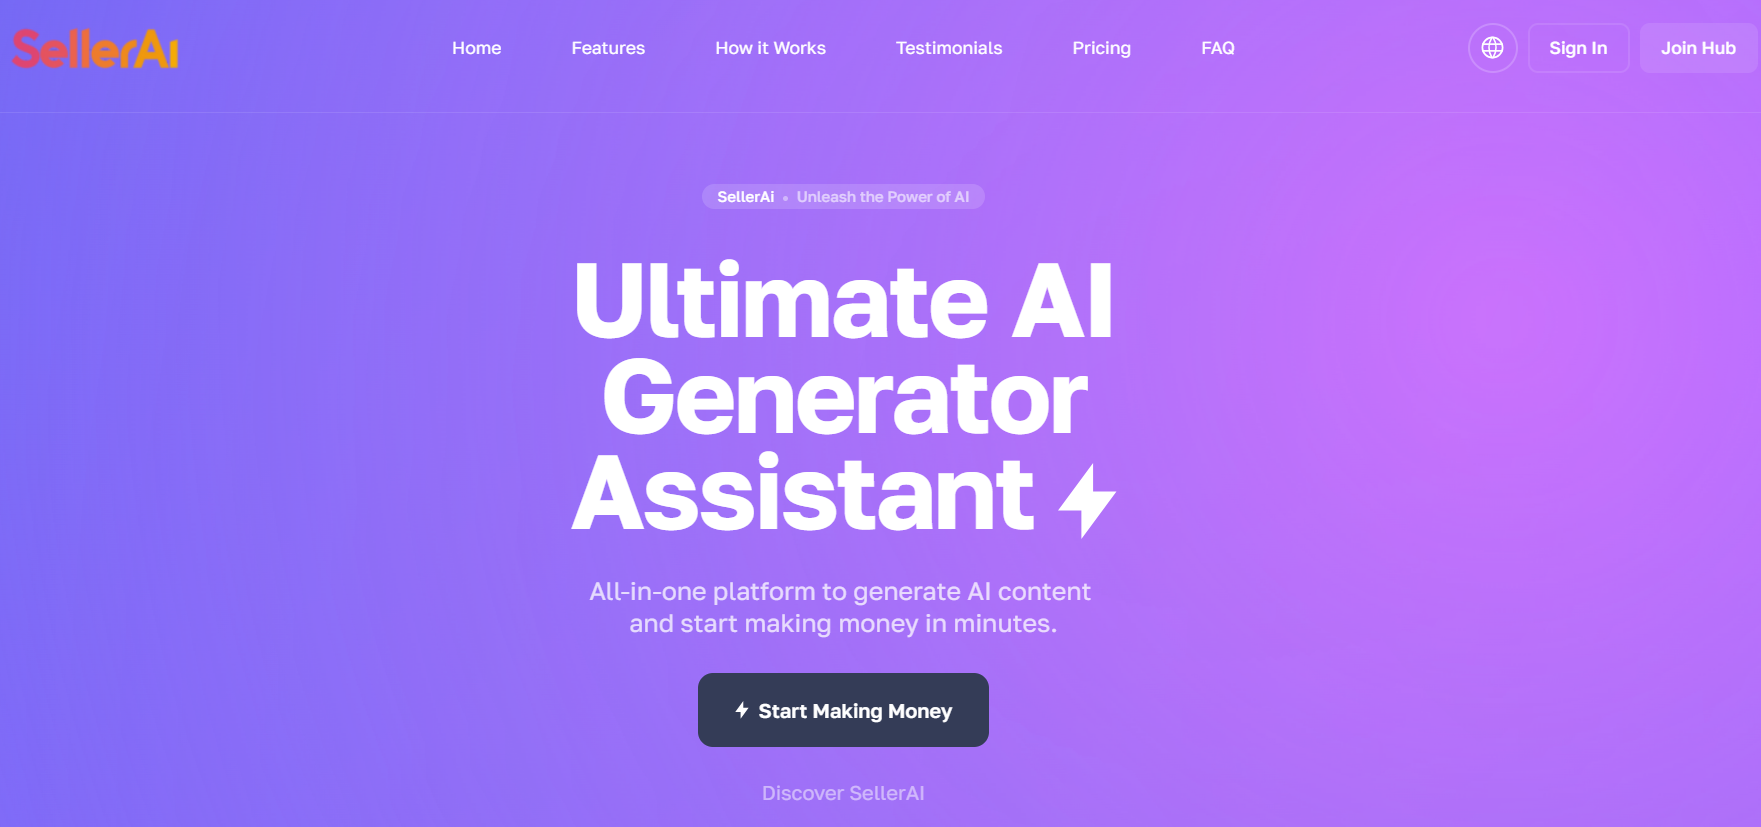 SellerAi
Home
Features
How it Works
Testimonials
Pricing
FAQ
Sign In
Join Hub
SellerAi • Unleash the Power of AI
Ultimate AI
Generator
Assistant
All-in-one platform to generate AI content
and start making money in minutes.
Start Making Money
Discover SellerAI